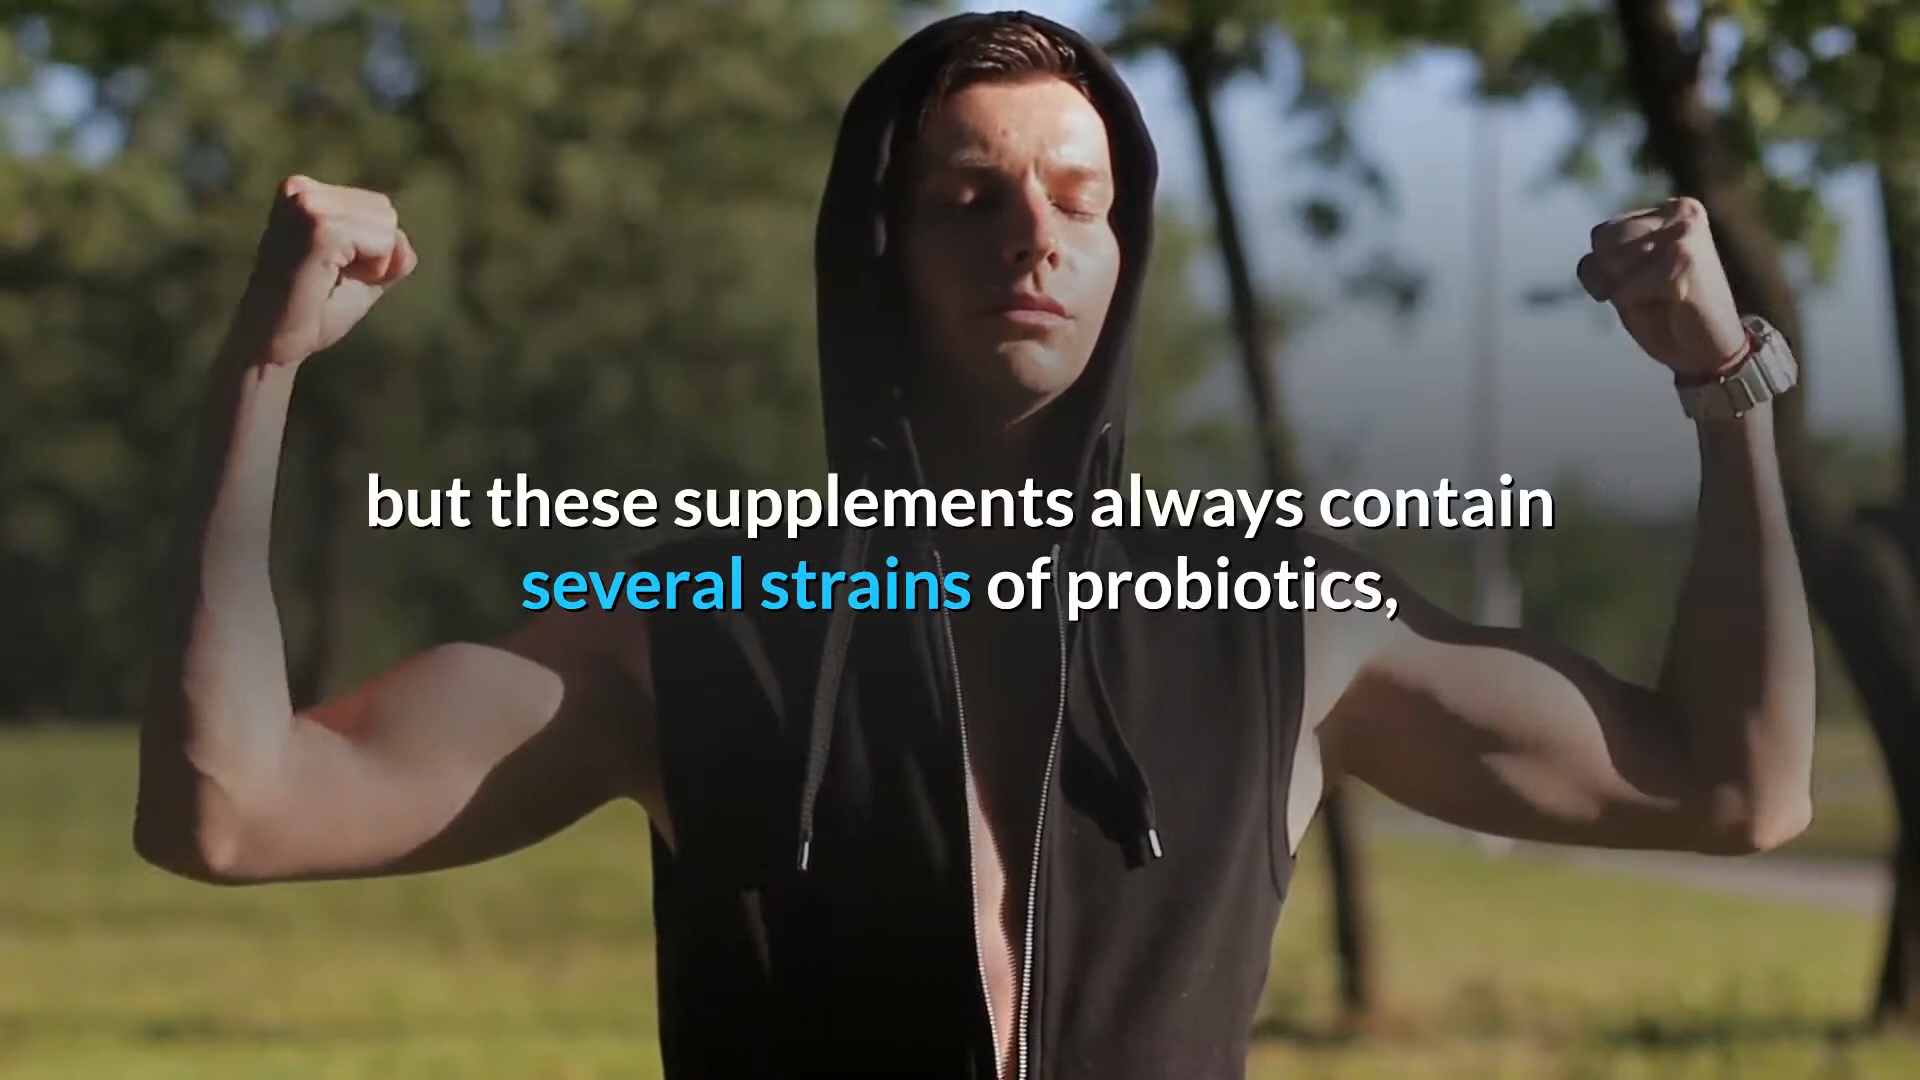 but these supplements always contain
several strains of probiotics,